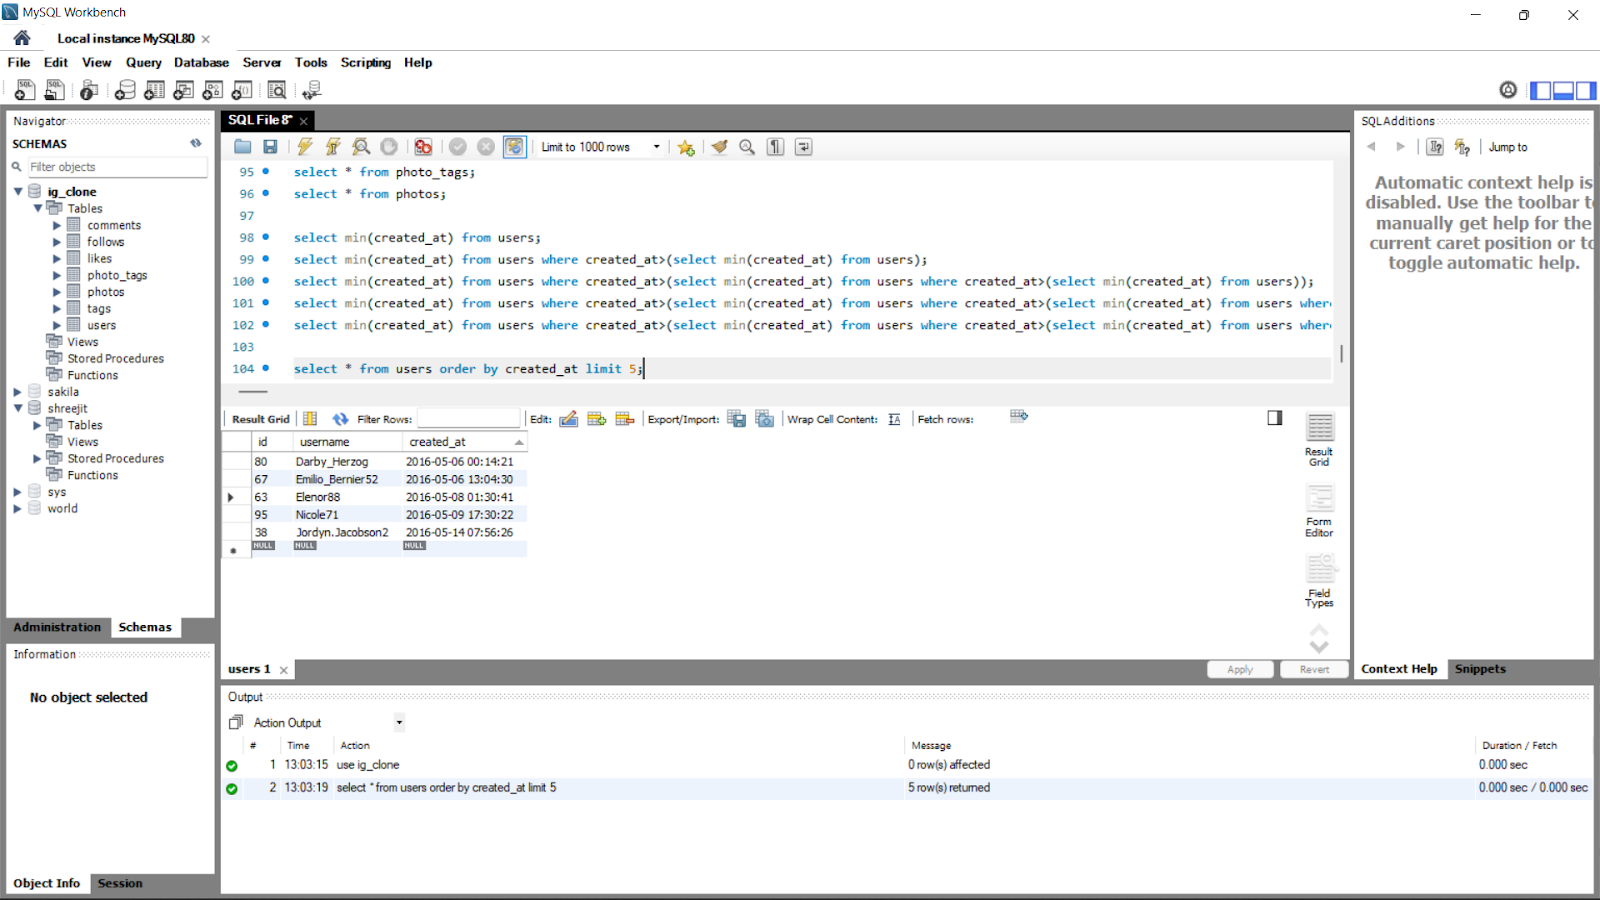 MySQL Workbench
Local instance MySQL80
File Edit View Query Database Server Tools Scripting Help
Navigator
SCHEMAS
Filter objects
ig_clone
Tables
comments
follows
likes
photo_tags
photos
tags
users
Views
Stored Procedures
Functions
sakila
shreejit
Tables
Views
Stored Procedures
Functions
sys
world
Administration Schemas
Information
No object selected
Object Info Session
SQL File 8*
Limit to 1000 rows
95 select * from photo_tags;
96 select * from photos;
97
98 select min(created_at) from users;
99 select min(created_at) from users where created_at>(select min(created_at) from users);
100 select min(created_at) from users where created_at>(select min(created_at) from users where created_at>(select min(created_at) from users));
101 select min(created_at) from users where created_at>(select min(created_at) from users where created_at>(select min(created_at) from users wher
102 select min(created_at) from users where created_at>(select min(created_at) from users where created_at>(select min(created_at) from users wher
103
104 select * from users order by created_at limit 5;
Result Grid Filter Rows: Edit: Export/Import: Wrap Cell Content: Fetch rows:
id username created_at
80 Darby_Herzog 2016-05-06 00:14:21
67 Emilio_Bernier52 2016-05-06 13:04:30
63 Elenor88 2016-05-08 01:30:41
95 Nicole71 2016-05-09 17:30:22
38 Jordyn.Jacobson2 2016-05-14 07:56:26
NULL NULL NULL
Result
Grid
Form
Editor
Field
Types
users 1
Apply Revert
Output
Action Output
# Time Action Message Duration / Fetch
1 13:03:15 use ig_clone 0 row(s) affected 0.000 sec
2 13:03:19 select * from users order by created_at limit 5 5 row(s) returned 0.000 sec / 0.000 sec
SQLAdditions
Jump to
Automatic context help is
disabled. Use the toolbar t
manually get help for the
current caret position or to
toggle automatic help.
Context Help Snippets